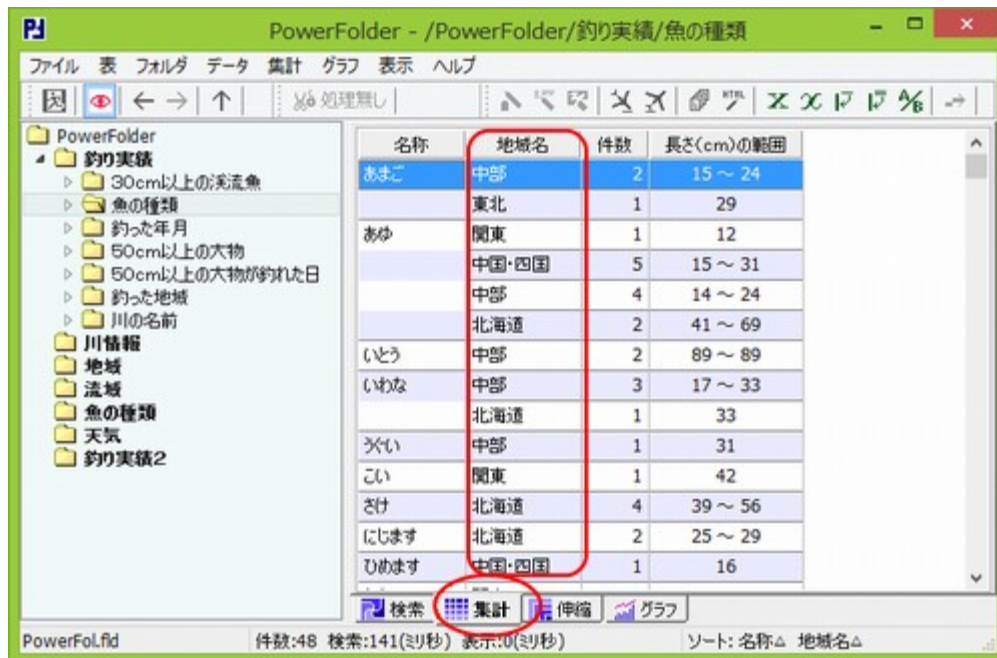 PowerFolder - /PowerFolder/釣り実績/魚の種類
ファイル 表 フォルダ データ 集計 グラフ 表示 ヘルプ
処理無し
PowerFolder
釣り実績
30cm以上の渓流魚
魚の種類
釣った年月
50cm以上の大物
50cm以上の大物が釣れた日
釣った地域
川の名前
川情報
地域
流域
魚の種類
天気
釣り実績2
名称 地域名 件数 長さ(cm)の範囲
あまご 中部 2 15 ～ 24
東北 1 29
あゆ 関東 1 12
中国・四国 5 15 ～ 31
中部 4 14 ～ 24
北海道 2 41 ～ 69
いとう 中部 2 89 ～ 89
いわな 中部 3 17 ～ 33
北海道 1 33
うぐい 中部 1 31
こい 関東 1 42
さけ 北海道 4 39 ～ 56
にじます 北海道 2 25 ～ 29
ひめます 中国・四国 1 16
検索 集計 伸縮 グラフ
PowerFol.fld 件数:48 検索:141(ミリ秒) 表示:0(ミリ秒) ソート: 名称△ 地域名△